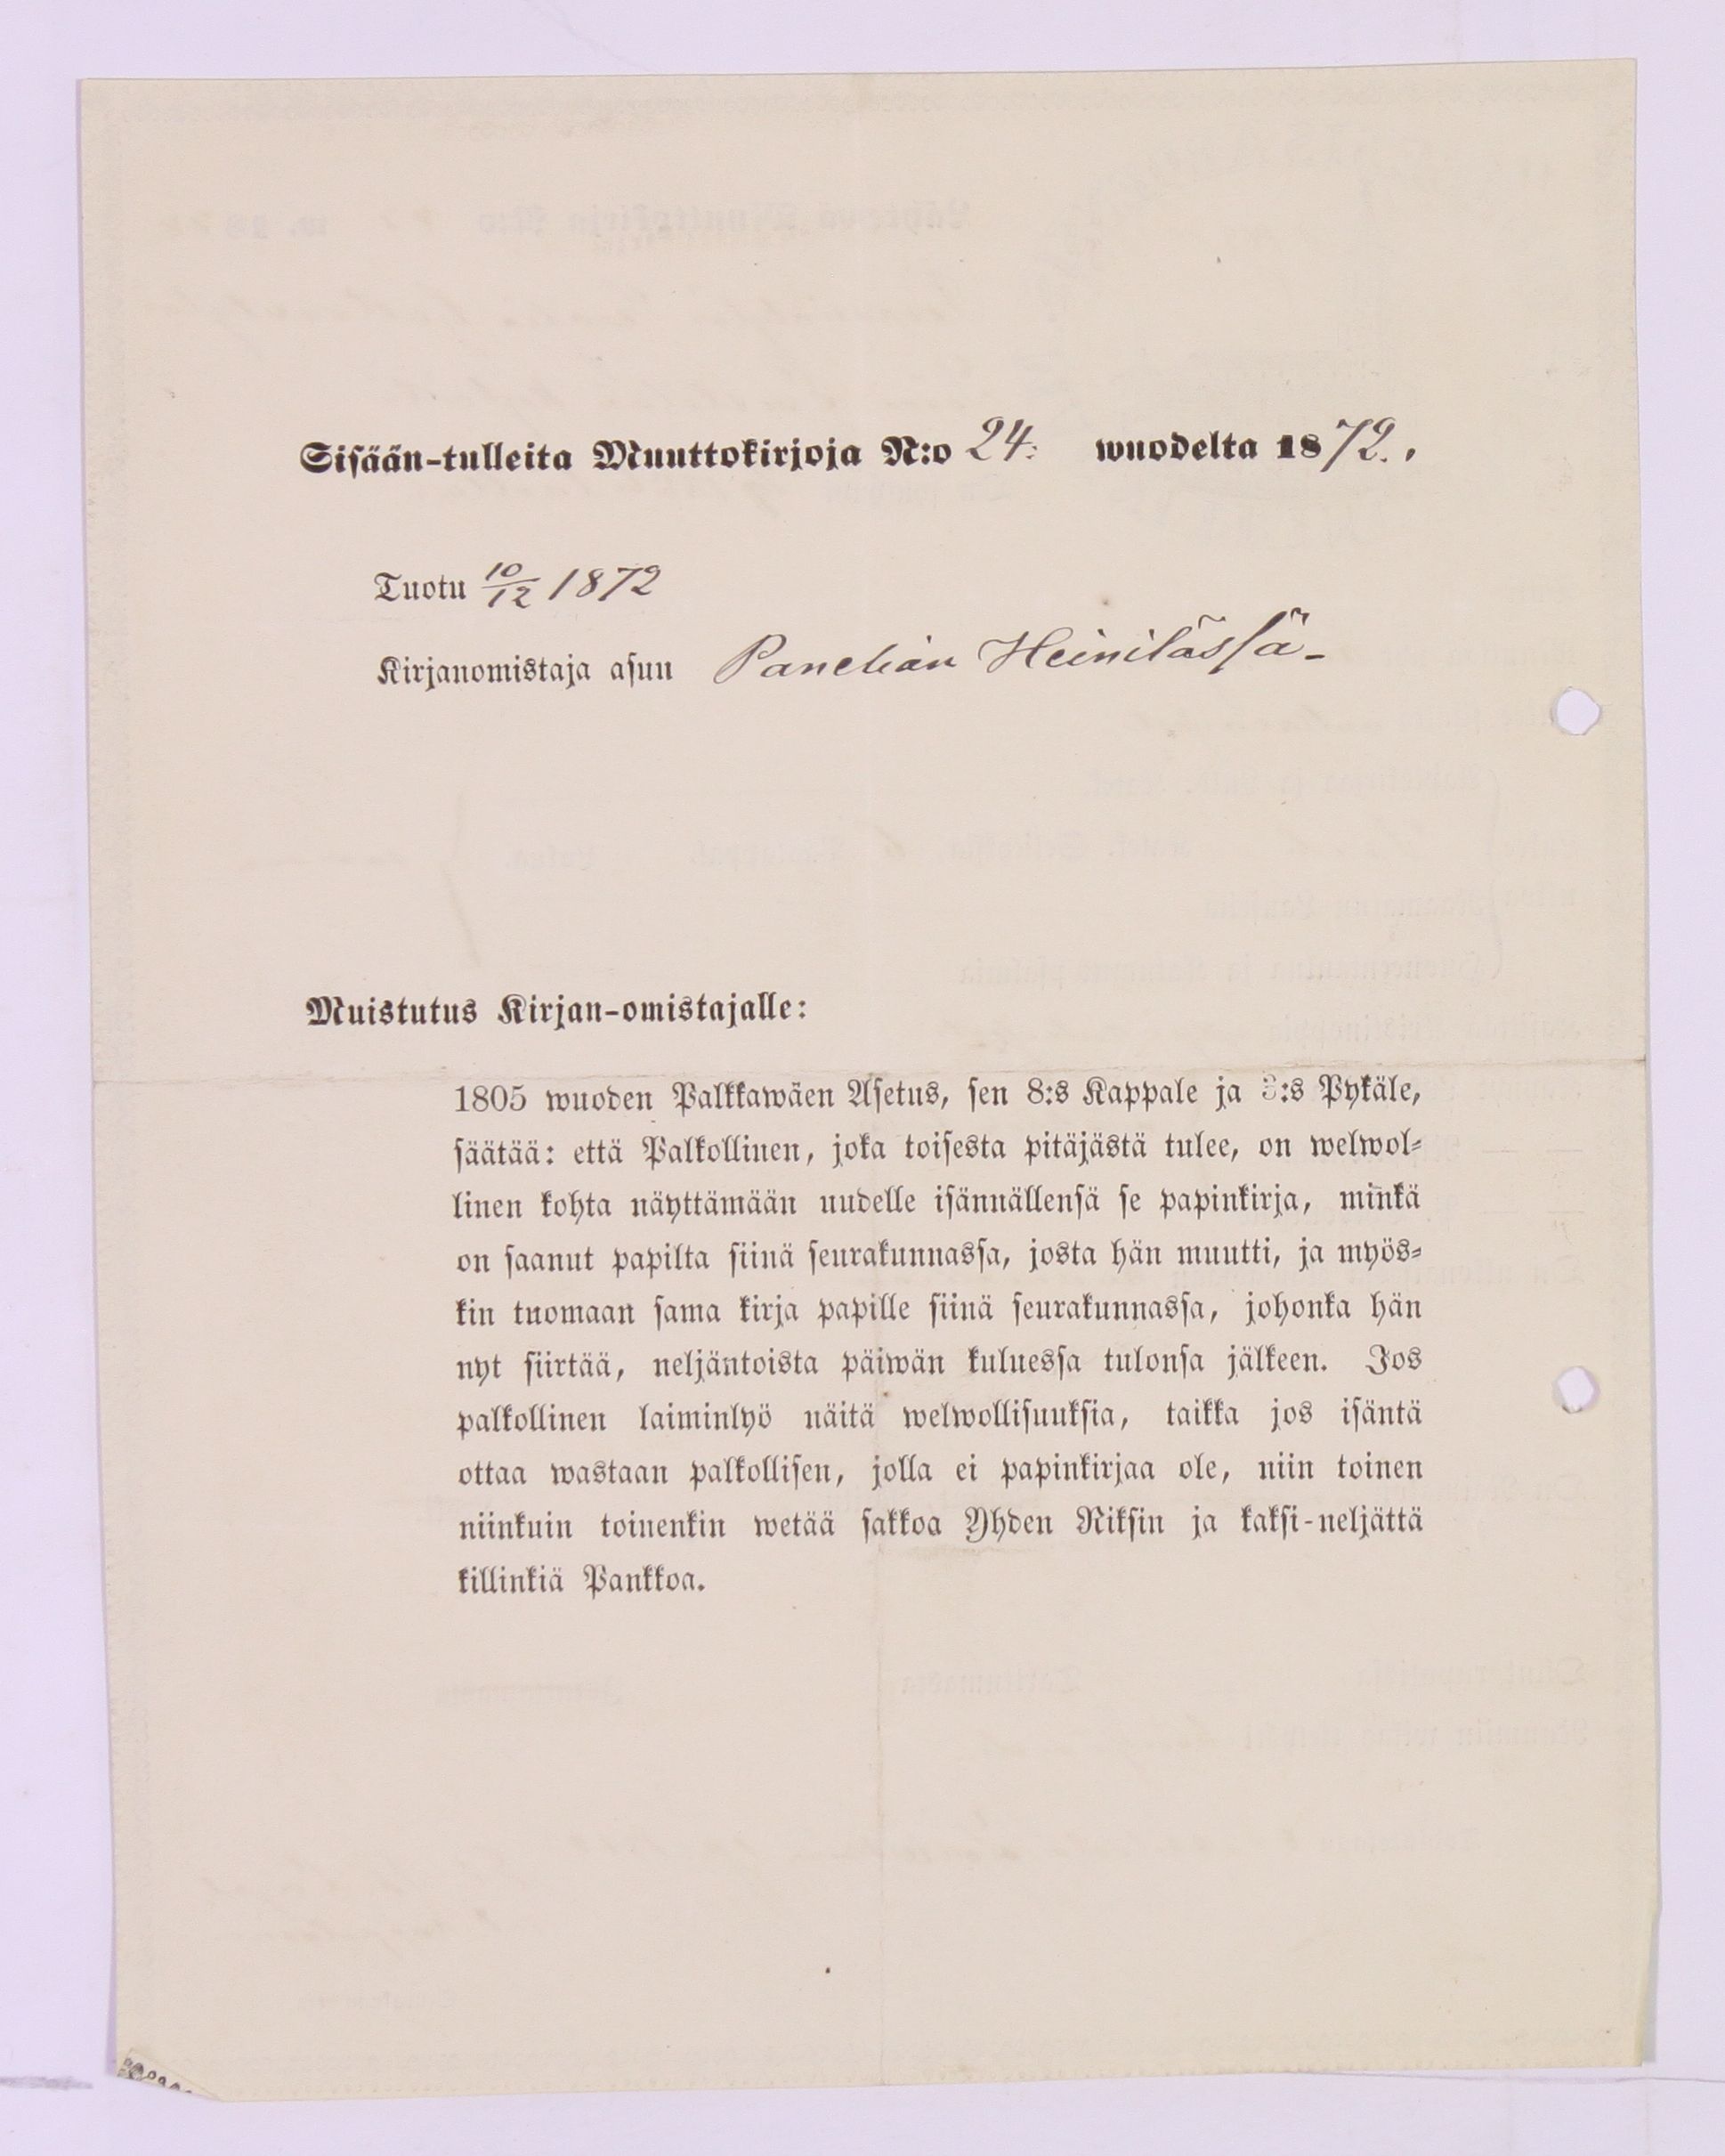 Sisään-tulleita Muuttokirjoja N:o 24. wuodelta 1872.
Tuotu 10/12 1872
Kirjanomistaja asuu Panelian Heinilässä
Muistutus Kirjan-omistajalle:
1805 wuoden Palkkawäen Asetus, sen 8:s Kappale ja 3:s Pykäle,
säätää: että Palkollinen, joka toisesta pitäjästä tulee, on welwol-
linen kohta näyttämään uudelle isännällensä se papinkirja, minkä
on saanut papilta siinä seurakunnassa, josta hän muutti, ja myös-
kin tuomaan sama kirja papille siinä seurakunnassa, johonka hän
nyt siirtää, neljäntoista päiwän kuluessa tulonsa jälkeen. Jos
palkollinen laiminlyö näitä welwollisuuksia, taikka jos isäntä
ottaa wastaan palkollisen, jolla ei papinkirjaa ole, niin toinen
niinkuin toinenkin wetää sakkoa Yhden Riksin ja kaksi-neljättä
killinkiä Pankkoa.